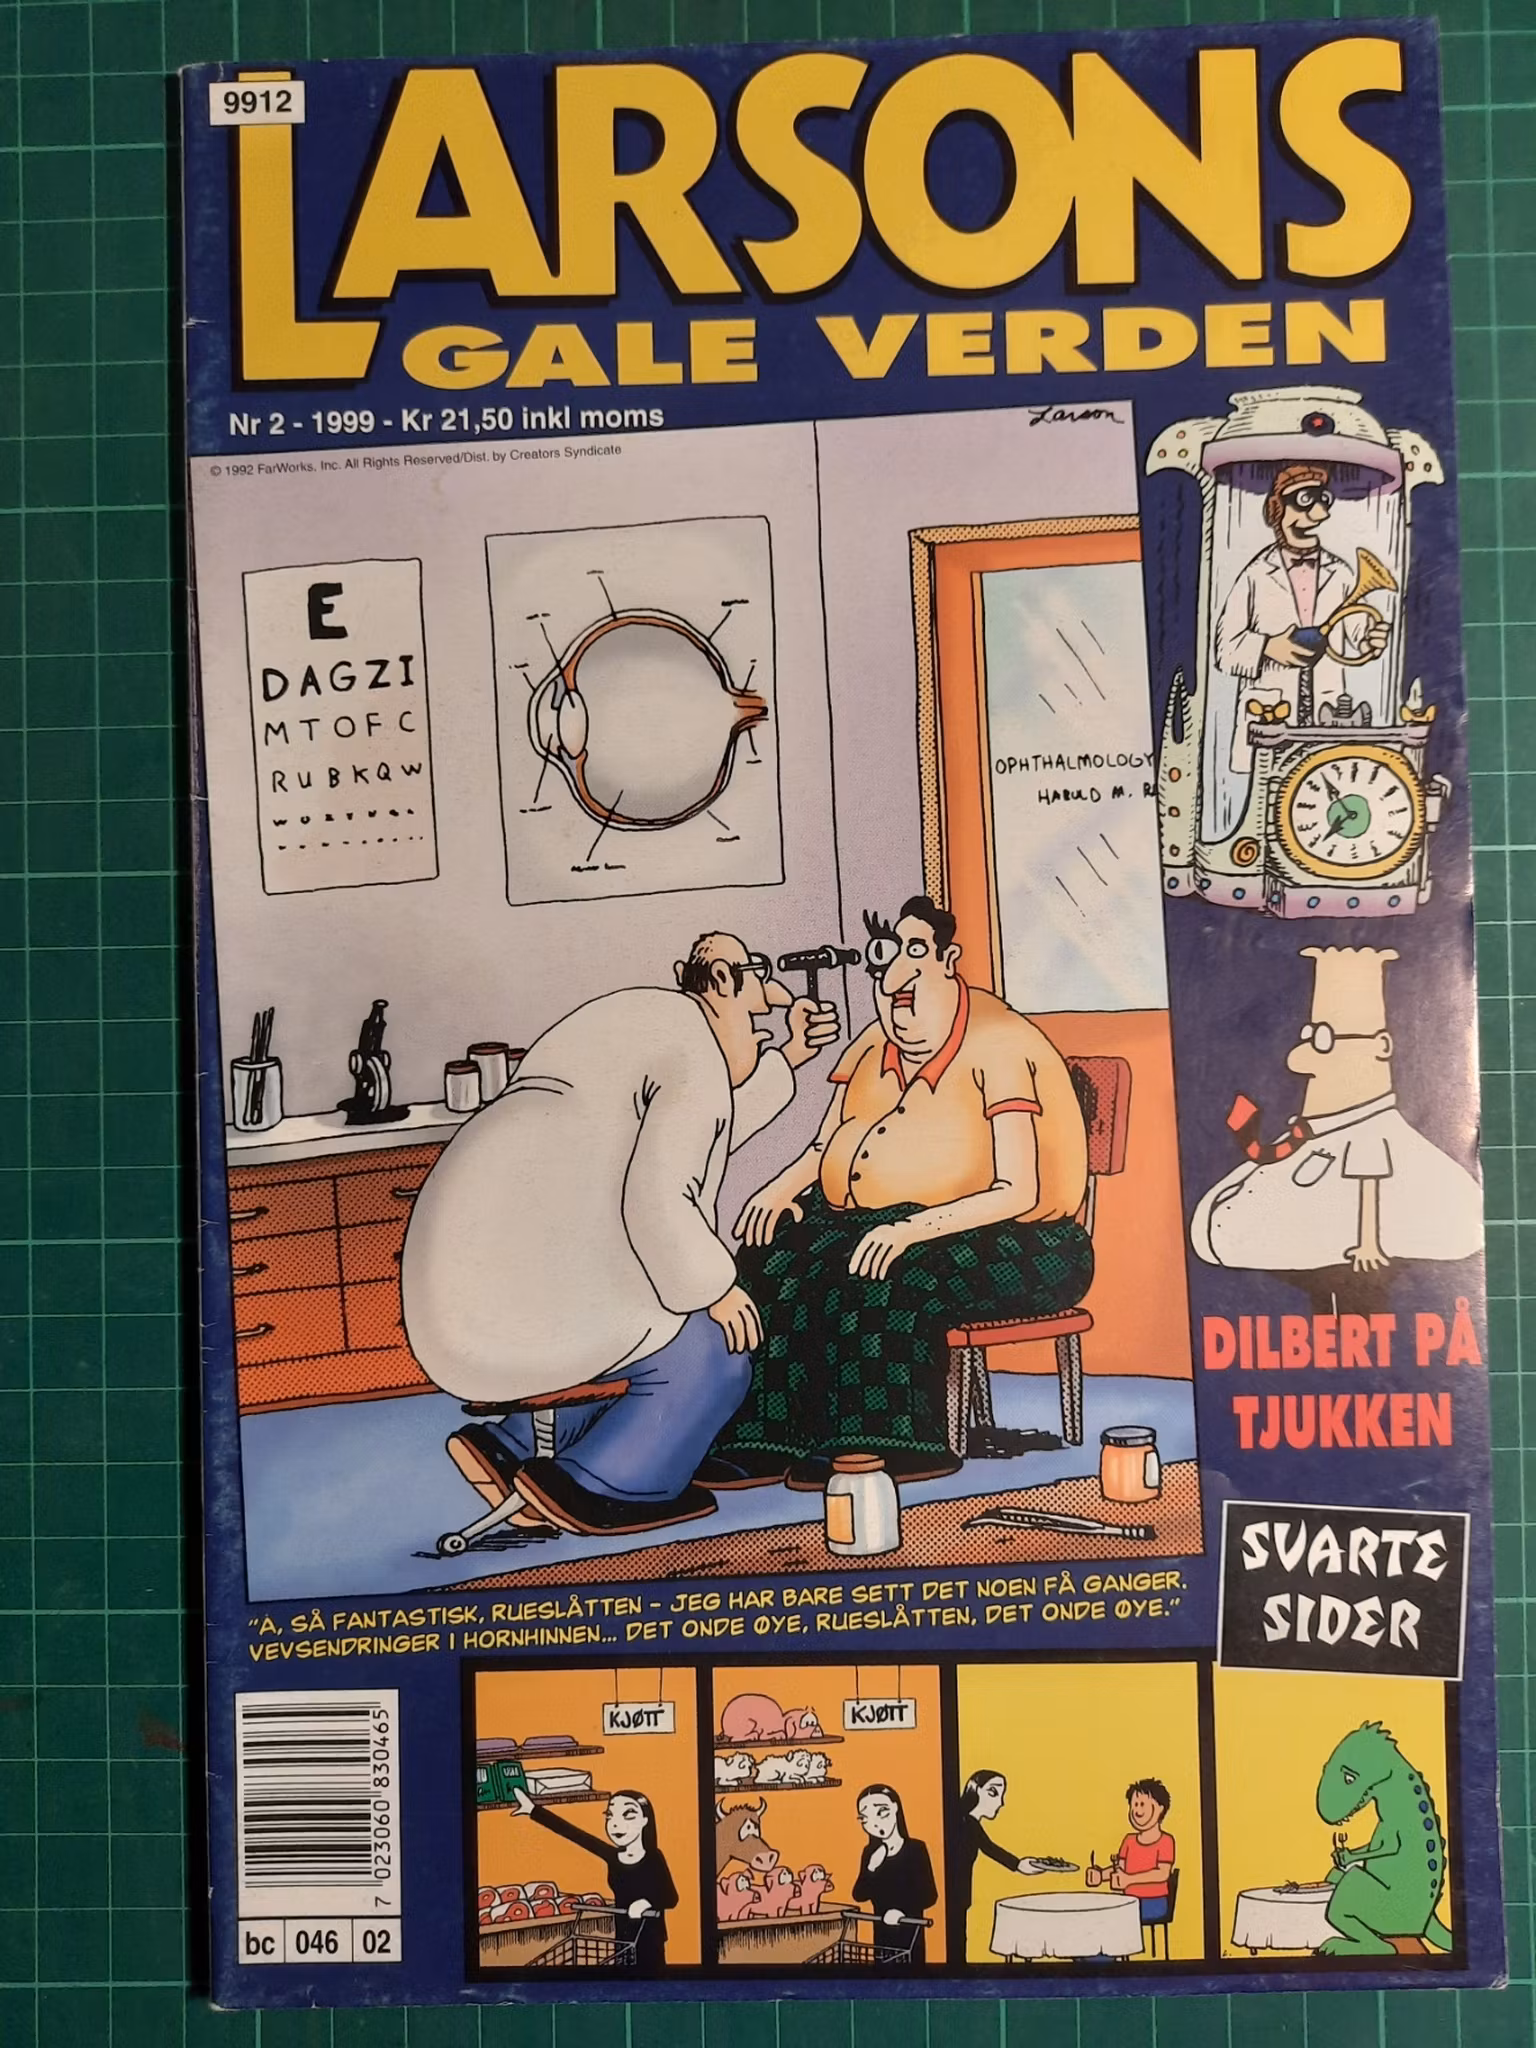 9912
LARSONS
GALE VERDEN
Nr 2 - 1999 - Kr 21,50 inkl moms
Larson
© 1992 FarWorks, Inc. All Rights Reserved/Dist. by Creators Syndicate
E
DAGZI
MTOFC
RUBKQW
OPHTHALMOLOGY
HAROLD M.
DILBERT PÅ
TJUKKEN
SVARTE
SIDER
"Å, SÅ FANTASTISK, RUESLÅTTEN – JEG HAR BARE SETT DET NOEN FÅ GANGER.
VEVSENDRINGER I HORNHINNEN... DET ONDE ØYE, RUESLÅTTEN, DET ONDE ØYE."
KJØTT
KJØTT
7 023060 830465
bc 046 02